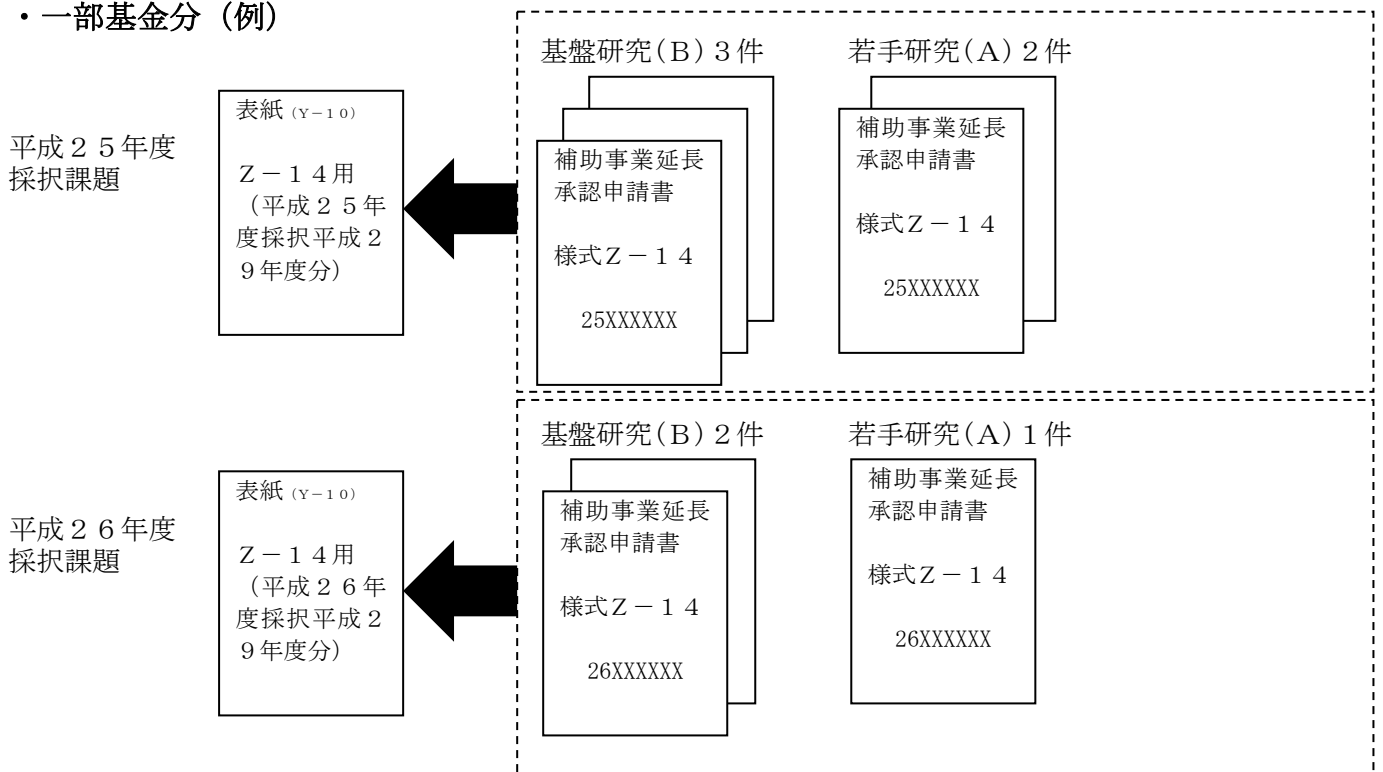 ・一部基金分（例）
平成２５年度
採択課題
表紙（Ｙ－１０）
Ｚ－１４用
（平成２５年
度採択平成２
９年度分）
基盤研究(Ｂ)３件
補助事業延長
承認申請書
様式Ｚ－１４
25XXXXXX
若手研究(Ａ)２件
補助事業延長
承認申請書
様式Ｚ－１４
25XXXXXX
平成２６年度
採択課題
表紙（Ｙ－１０）
Ｚ－１４用
（平成２６年
度採択平成２
９年度分）
基盤研究(Ｂ)２件
補助事業延長
承認申請書
様式Ｚ－１４
26XXXXXX
若手研究(Ａ)１件
補助事業延長
承認申請書
様式Ｚ－１４
26XXXXXX